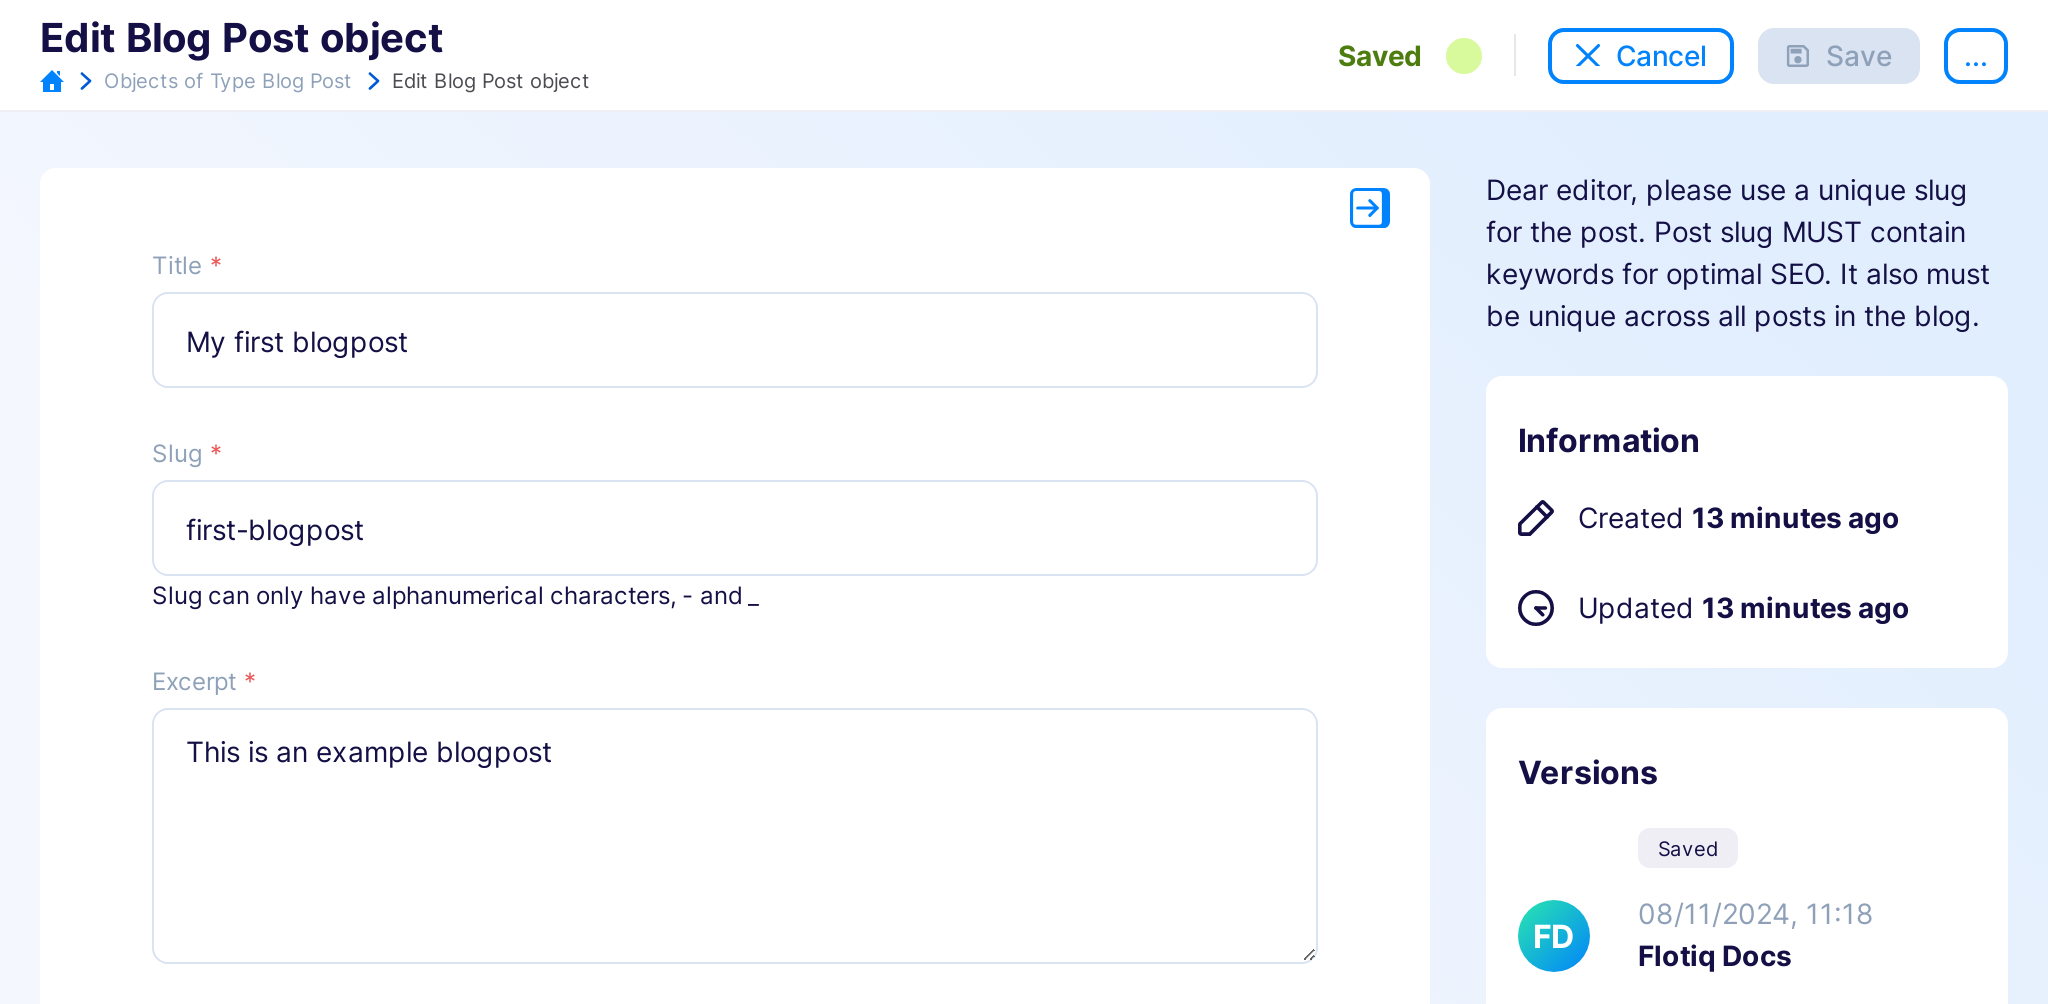 Edit Blog Post object
Objects of Type Blog Post Edit Blog Post object
Saved
Cancel
Save
...
Title *
My first blogpost
Slug *
first-blogpost
Slug can only have alphanumerical characters, - and _
Excerpt *
This is an example blogpost
Dear editor, please use a unique slug
for the post. Post slug MUST contain
keywords for optimal SEO. It also must
be unique across all posts in the blog.
Information
Created 13 minutes ago
Updated 13 minutes ago
Versions
Saved
FD
08/11/2024, 11:18
Flotiq Docs